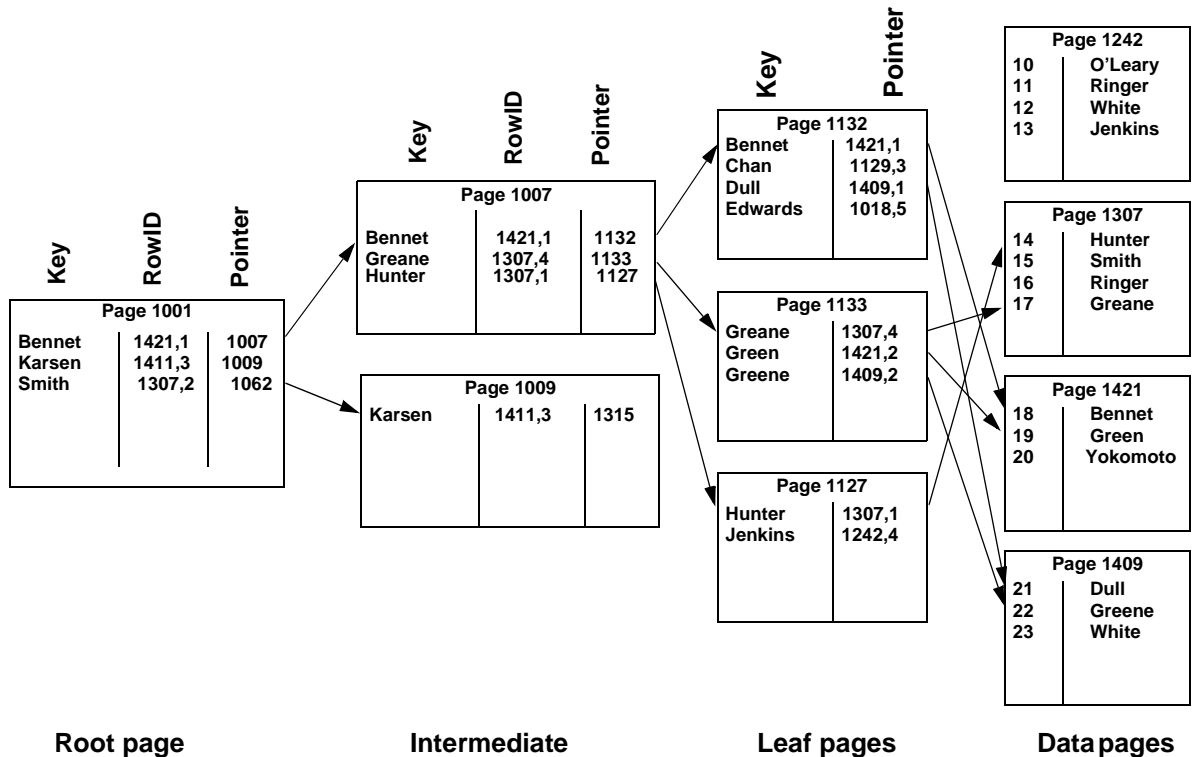 Key RowID Pointer
Page 1001
Bennet 1421,1 1007
Karsen 1411,3 1009
Smith 1307,2 1062
Root page
Key RowID Pointer
Page 1007
Bennet 1421,1 1132
Greane 1307,4 1133
Hunter 1307,1 1127
Page 1009
Karsen 1411,3 1315
Intermediate
Key Pointer
Page 1132
Bennet 1421,1
Chan 1129,3
Dull 1409,1
Edwards 1018,5
Page 1133
Greane 1307,4
Green 1421,2
Greene 1409,2
Page 1127
Hunter 1307,1
Jenkins 1242,4
Leaf pages
Page 1242
10 O’Leary
11 Ringer
12 White
13 Jenkins
Page 1307
14 Hunter
15 Smith
16 Ringer
17 Greane
Page 1421
18 Bennet
19 Green
20 Yokomoto
Page 1409
21 Dull
22 Greene
23 White
Data pages